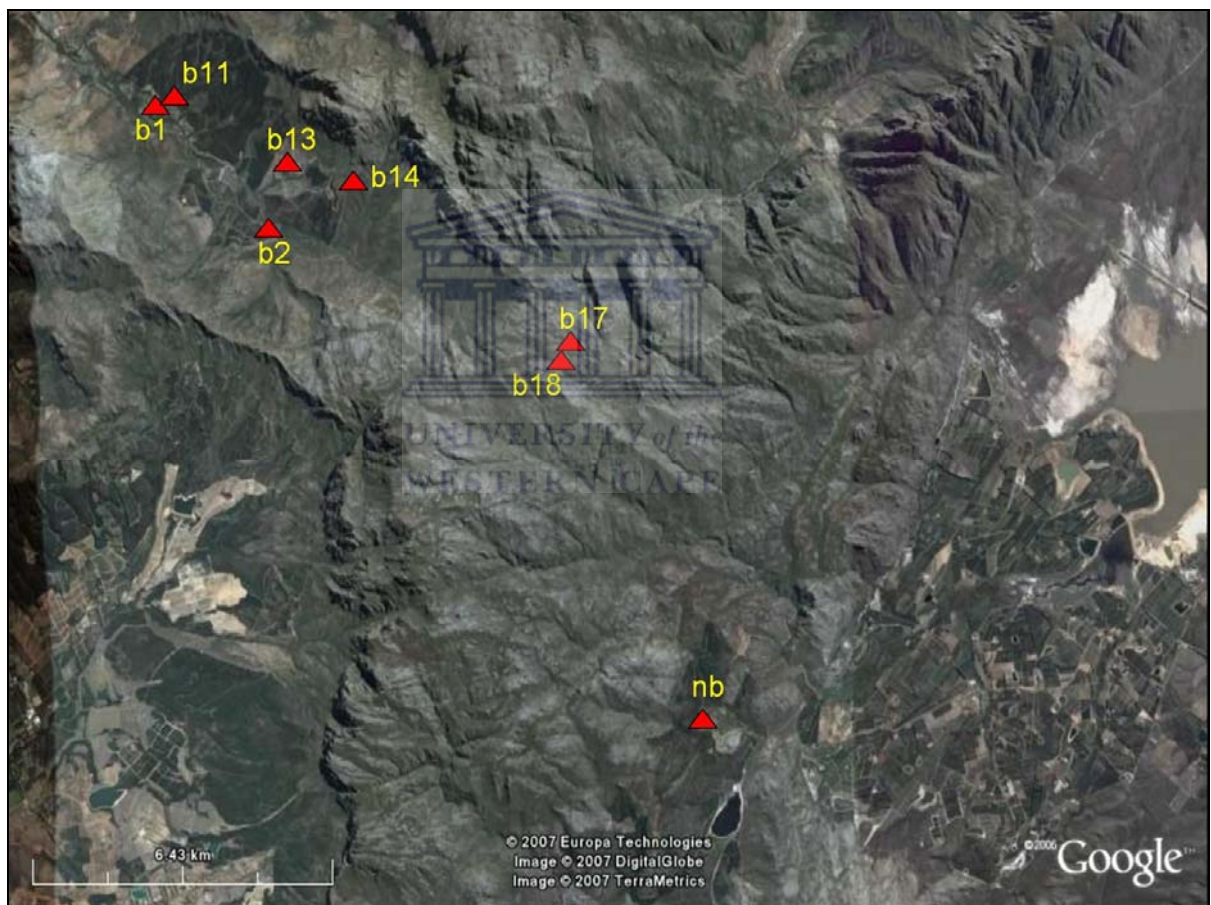 b11
b1
b13
b14
b2
b17
b18
UNIVERSITY of the
WESTERN CAPE
nb
6.43 km
© 2007 Europa Technologies
Image © 2007 DigitalGlobe
Image © 2007 TerraMetrics
©2006 Google™